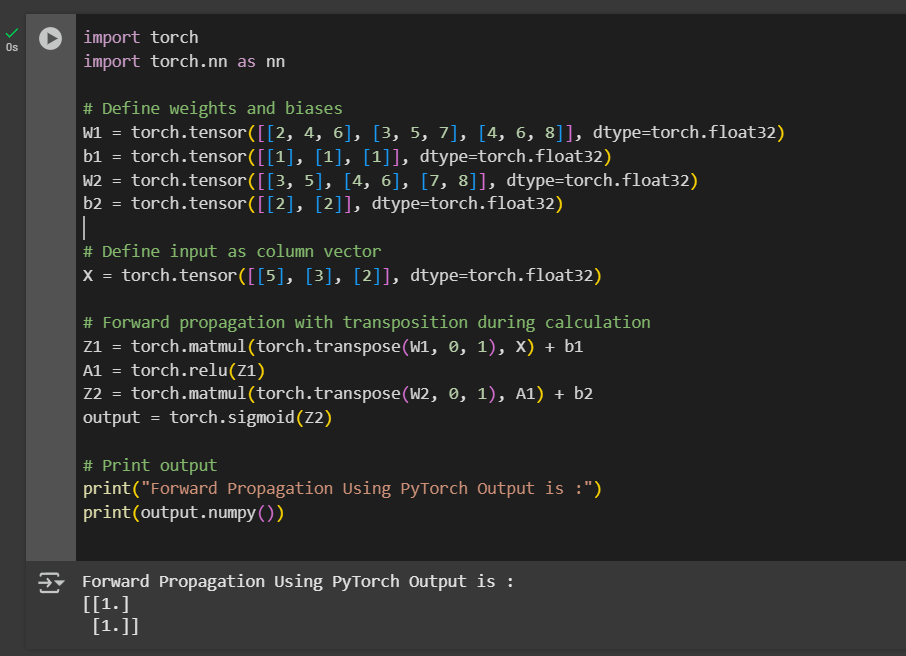 0s
import torch
import torch.nn as nn
# Define weights and biases
W1 = torch.tensor([[2, 4, 6], [3, 5, 7], [4, 6, 8]], dtype=torch.float32)
b1 = torch.tensor([[1], [1], [1]], dtype=torch.float32)
W2 = torch.tensor([[3, 5], [4, 6], [7, 8]], dtype=torch.float32)
b2 = torch.tensor([[2], [2]], dtype=torch.float32)
# Define input as column vector
X = torch.tensor([[5], [3], [2]], dtype=torch.float32)
# Forward propagation with transposition during calculation
Z1 = torch.matmul(torch.transpose(W1, 0, 1), X) + b1
A1 = torch.relu(Z1)
Z2 = torch.matmul(torch.transpose(W2, 0, 1), A1) + b2
output = torch.sigmoid(Z2)
# Print output
print("Forward Propagation Using PyTorch Output is :")
print(output.numpy())
Forward Propagation Using PyTorch Output is :
[[1.]
 [1.]]